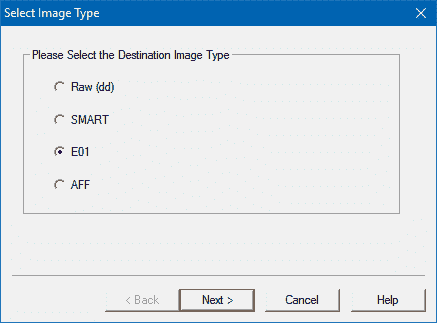 Select Image Type
Please Select the Destination Image Type
Raw (dd)
SMART
E01
AFF
< Back Next > Cancel Help